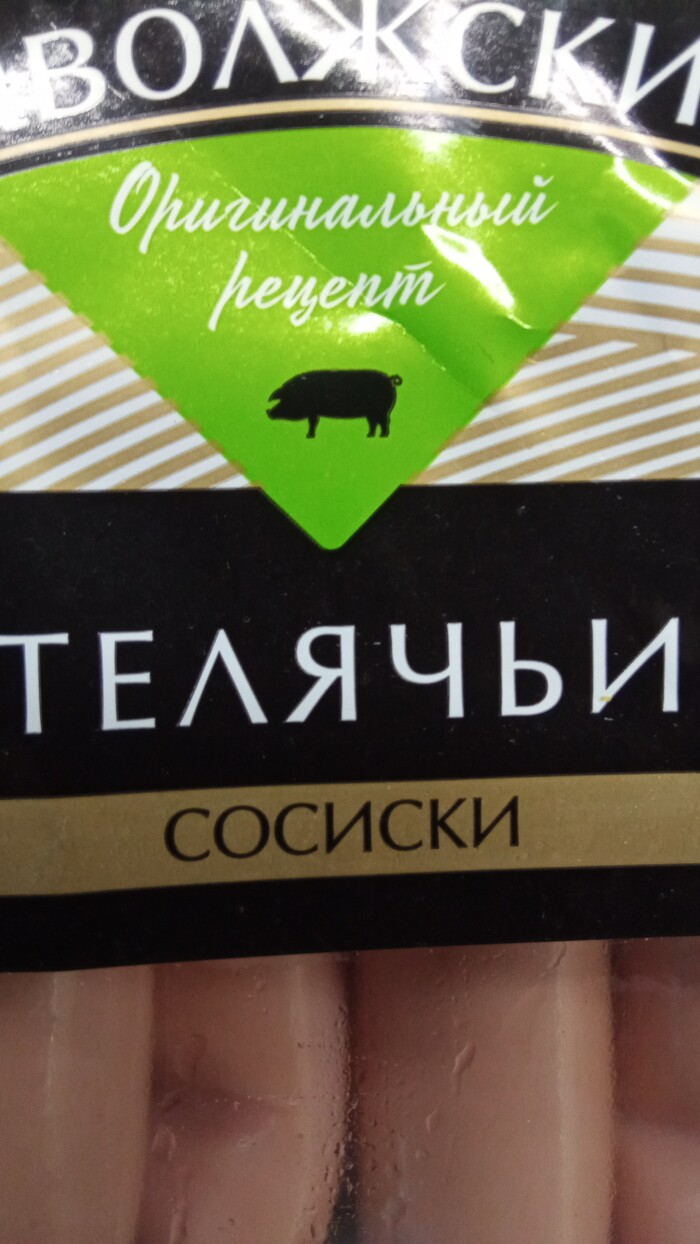 ВОЛЖСКИ
Оригинальный
рецепт
ТЕЛЯЧЬИ
СОСИСКИ